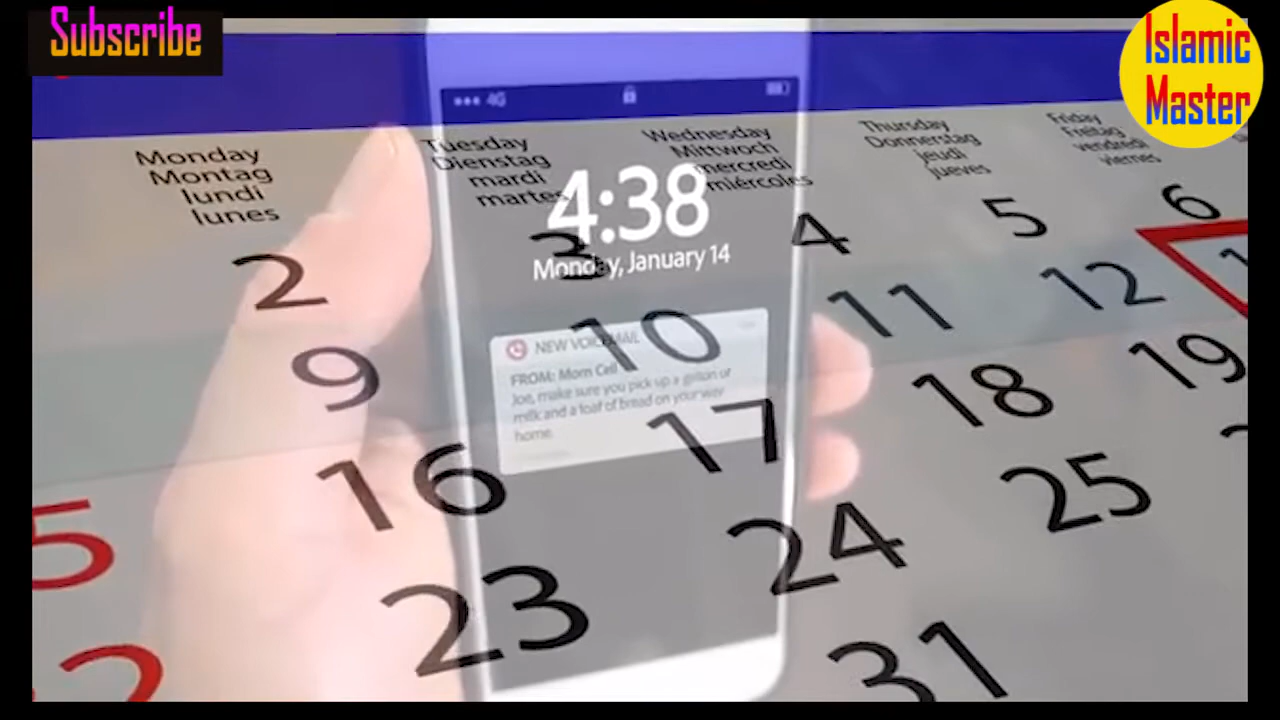 Subscribe
Islamic
Master
4G
Monday
Montag
lundi
lunes
Tuesday
Dienstag
mardi
martes
Wednesday
Mittwoch
mercredi
miércoles
Thursday
Donnerstag
jeudi
jueves
Friday
Freitag
vendredi
viernes
4:38
Monday, January 14
2 3 4 5 6
9 10 11 12
16 17 18 19
23 24 25
31
NEW VOICEMAIL
FROM: Mom Cell
Joe, make sure you pick up a gallon or
milk and a loaf of bread on your way
home.